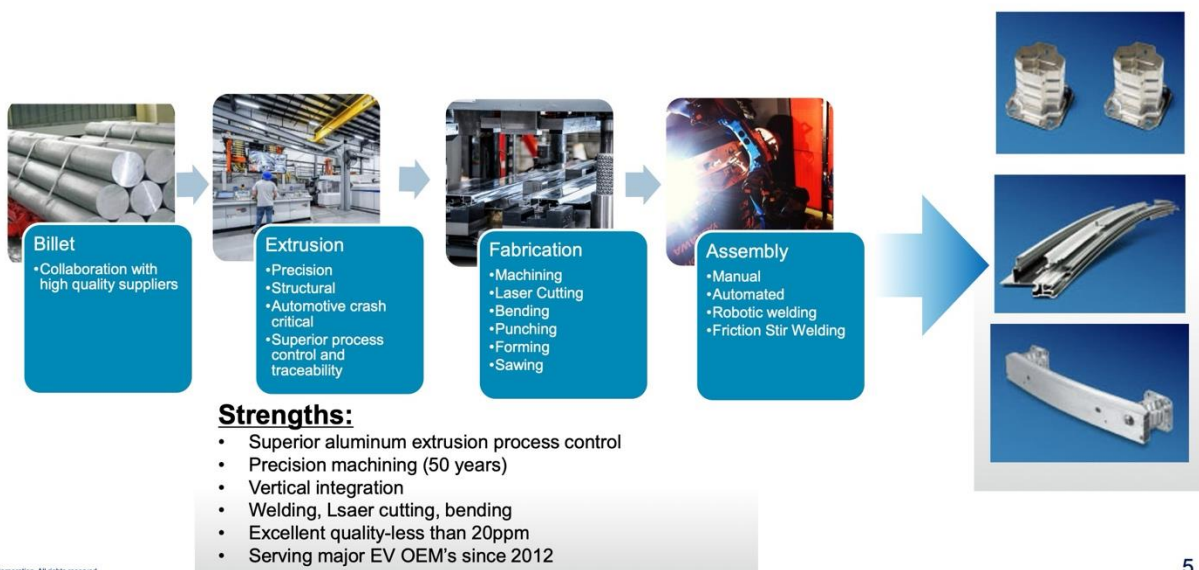 Billet
•Collaboration with
high quality suppliers
Extrusion
•Precision
•Structural
•Automotive crash
critical
•Superior process
control and
traceability
Fabrication
•Machining
•Laser Cutting
•Bending
•Punching
•Forming
•Sawing
Assembly
•Manual
•Automated
•Robotic welding
•Friction Stir Welding
Strengths:
• Superior aluminum extrusion process control
• Precision machining (50 years)
• Vertical integration
• Welding, Lsaer cutting, bending
• Excellent quality-less than 20ppm
• Serving major EV OEM's since 2012
All rights reserved.
5